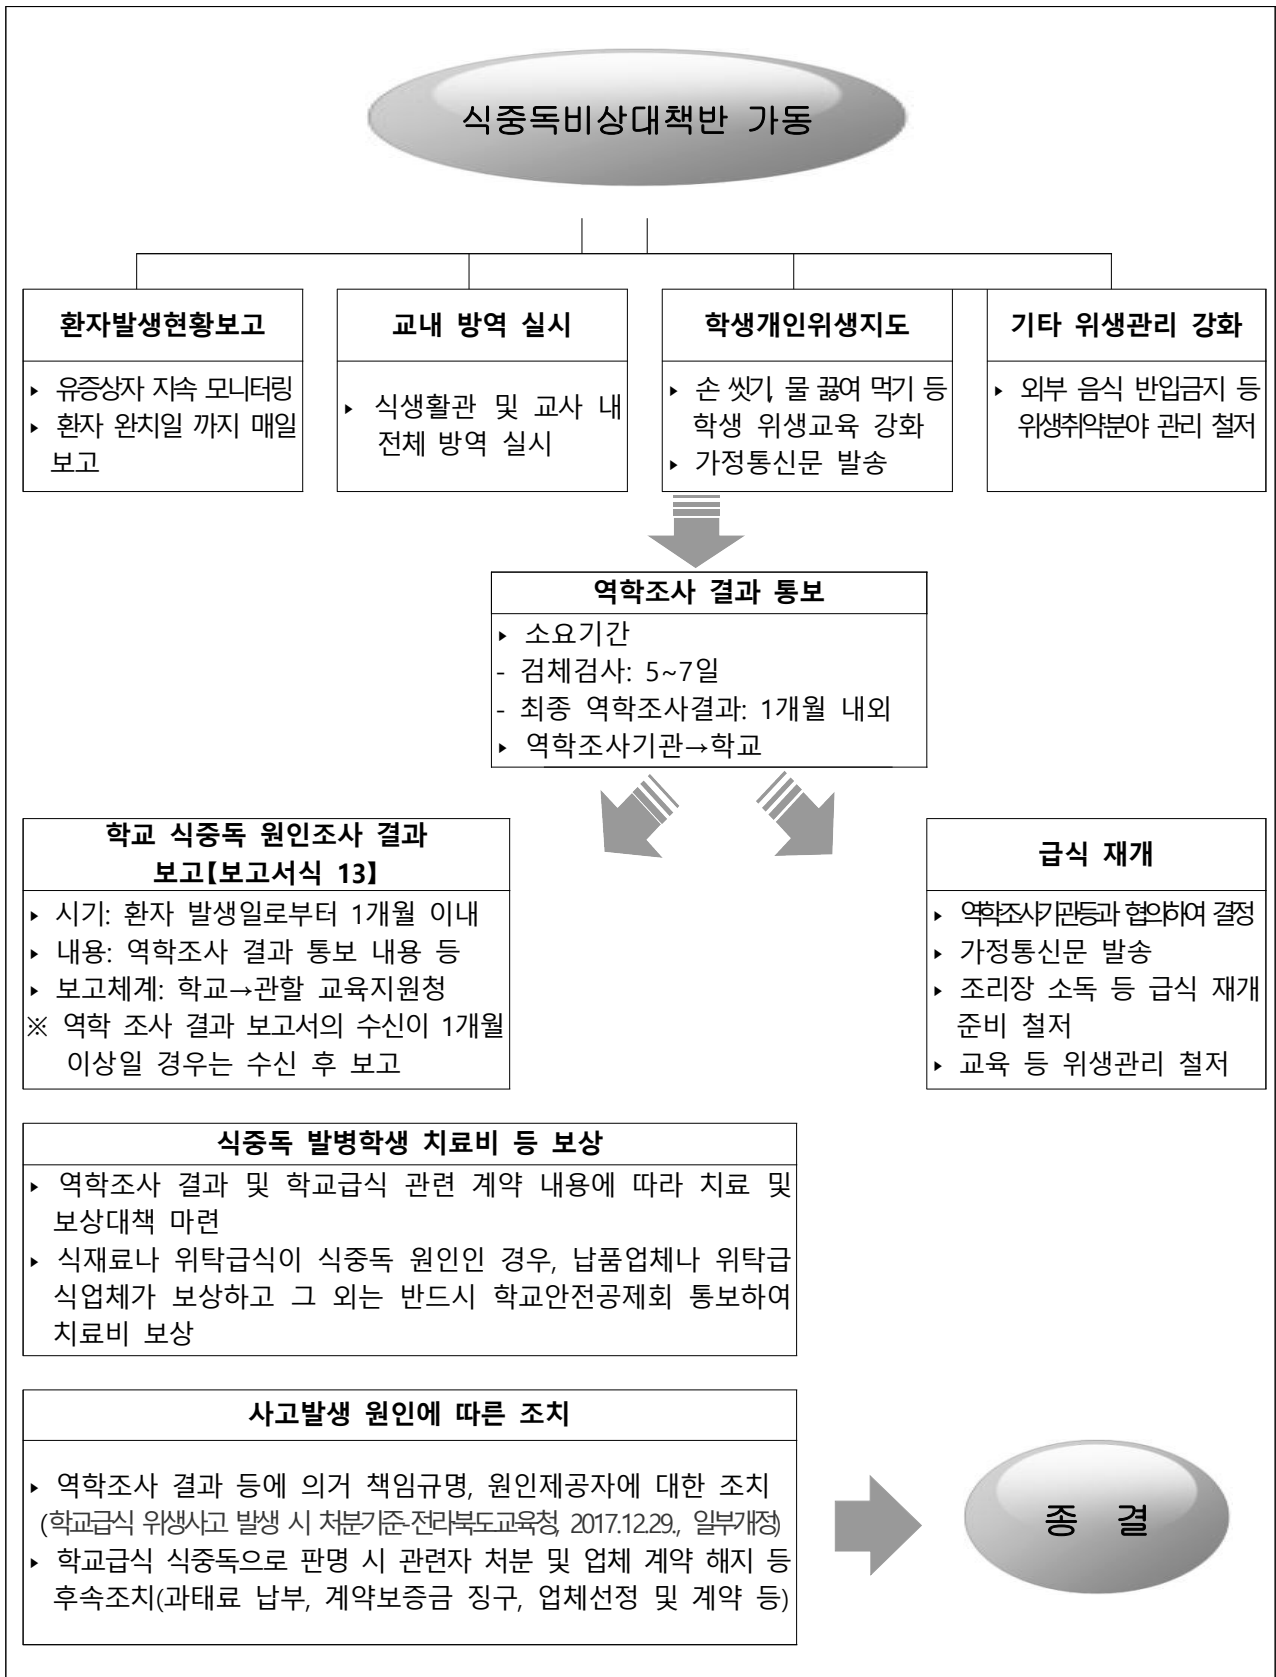 식중독비상대책반 가동
환자발생현황보고
▸ 유증상자 지속 모니터링
▸ 환자 완치일 까지 매일
보고
교내 방역 실시
▸ 식생활관 및 교사 내
전체 방역 실시
학생개인위생지도
▸ 손 씻기, 물 끓여 먹기 등
학생 위생교육 강화
▸ 가정통신문 발송
기타 위생관리 강화
▸ 외부 음식 반입금지 등
위생취약분야 관리 철저
역학조사 결과 통보
▸ 소요기간
- 검체검사: 5~7일
- 최종 역학조사결과: 1개월 내외
▸ 역학조사기관→학교
학교 식중독 원인조사 결과
보고【보고서식 13】
▸ 시기: 환자 발생일로부터 1개월 이내
▸ 내용: 역학조사 결과 통보 내용 등
▸ 보고체계: 학교→관할 교육지원청
※ 역학 조사 결과 보고서의 수신이 1개월
이상일 경우는 수신 후 보고
급식 재개
▸ 역학조사기관등과 협의하여 결정
▸ 가정통신문 발송
▸ 조리장 소독 등 급식 재개
준비 철저
▸ 교육 등 위생관리 철저
식중독 발병학생 치료비 등 보상
▸ 역학조사 결과 및 학교급식 관련 계약 내용에 따라 치료 및
보상대책 마련
▸ 식재료나 위탁급식이 식중독 원인인 경우, 납품업체나 위탁급
식업체가 보상하고 그 외는 반드시 학교안전공제회 통보하여
치료비 보상
사고발생 원인에 따른 조치
▸ 역학조사 결과 등에 의거 책임규명, 원인제공자에 대한 조치
(학교급식 위생사고 발생 시 처분기준-전라북도교육청, 2017.12.29., 일부개정)
▸ 학교급식 식중독으로 판명 시 관련자 처분 및 업체 계약 해지 등
후속조치(과태료 납부, 계약보증금 징구, 업체선정 및 계약 등)
종 결